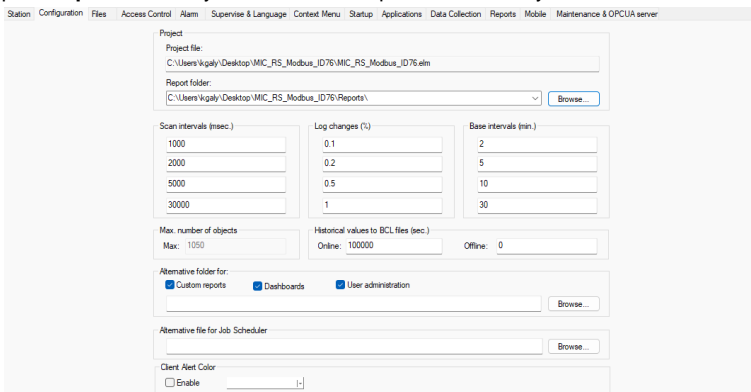 Station Configuration Files Access Control Alarm Supervise & Language Context Menu Startup Applications Data Collection Reports Mobile Maintenance & OPCUA server
Project
Project file:
C:\Users\kgaly\Desktop\MIC_RS_Modbus_ID76\MIC_RS_Modbus_ID76.elm
Report folder:
C:\Users\kgaly\Desktop\MIC_RS_Modbus_ID76\Reports\ Browse...
Scan intervals (msec.) Log changes (%) Base intervals (min.)
1000 0.1 2
2000 0.2 5
5000 0.5 10
30000 1 30
Max. number of objects Historical values to BCL files (sec.)
Max: 1050 Online: 100000 Offline: 0
Alternative folder for:
Custom reports Dashboards User administration
Browse...
Alternative file for Job Scheduler
Browse...
Client Alert Color
Enable